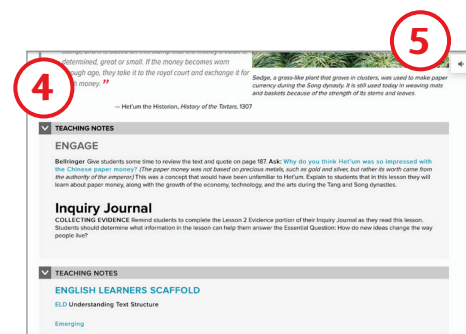 5
determined, great or small. If the money becomes worn
through age, they take it to the royal court and exchange it for
money. ”
4
Sedge, a grass-like plant that grows in clusters, was used to make paper
currency during the Song dynasty. It is still used today in weaving mats
and baskets because of the strength of its stems and leaves.
— Het'um the Historian, History of the Tartars, 1307
TEACHING NOTES
ENGAGE
Bellringer Give students some time to review the text and quote on page 187. Ask: Why do you think Het'um was so impressed with
the Chinese paper money? (The paper money was not based on precious metals, such as gold and silver, but rather its worth came from
the authority of the emperor.) This was a concept that would have been unfamiliar to Het'um. Explain to students that in this lesson they will
learn about paper money, along with the growth of the economy, technology, and the arts during the Tang and Song dynasties.
Inquiry Journal
COLLECTING EVIDENCE Remind students to complete the Lesson 2 Evidence portion of their Inquiry Journal as they read this lesson.
Students should determine what information in the lesson can help them answer the Essential Question: How do new ideas change the way
people live?
TEACHING NOTES
ENGLISH LEARNERS SCAFFOLD
ELD Understanding Text Structure
Emerging